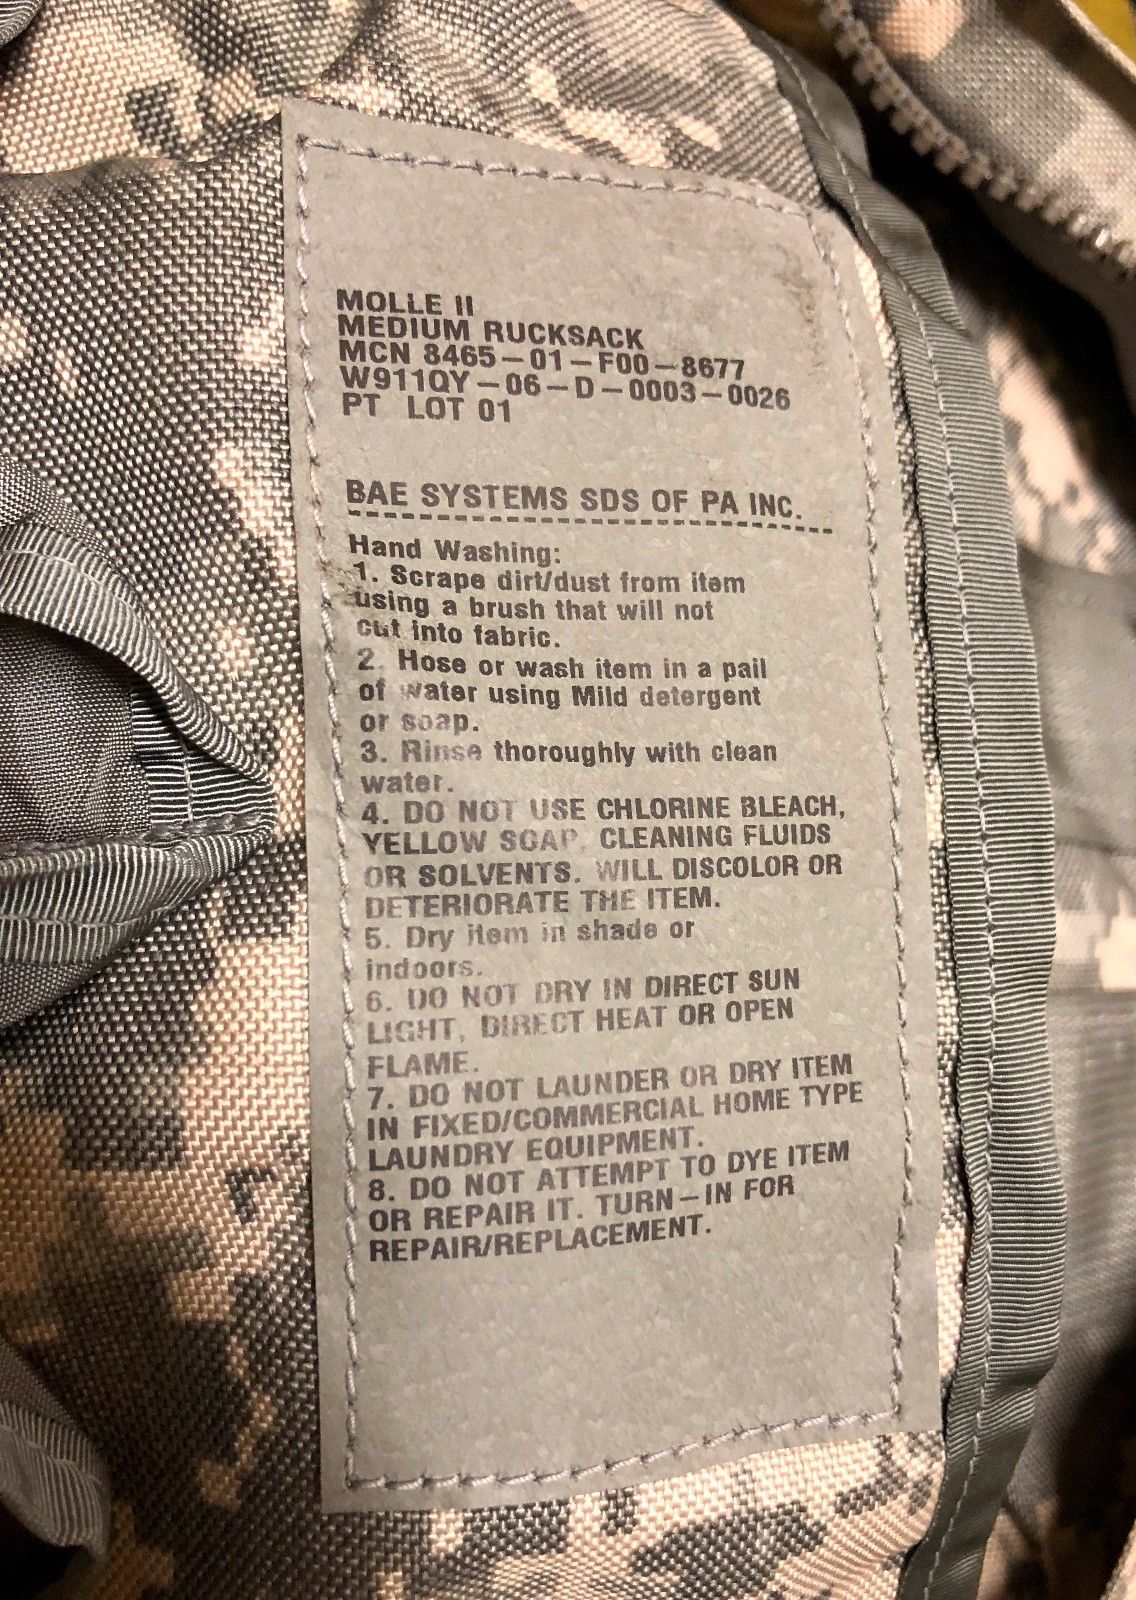 MOLLE II
MEDIUM RUCKSACK
MCN 8465-01-F00-8677
W911QY-06-D-0003-0026
PT LOT 01
BAE SYSTEMS SDS OF PA INC.
Hand Washing:
1. Scrape dirt/dust from item
using a brush that will not
cut into fabric.
2. Hose or wash item in a pail
of water using Mild detergent
or soap.
3. Rinse thoroughly with clean
water.
4. DO NOT USE CHLORINE BLEACH,
YELLOW SOAP, CLEANING FLUIDS
OR SOLVENTS. WILL DISCOLOR OR
DETERIORATE THE ITEM.
5. Dry item in shade or
indoors.
6. DO NOT DRY IN DIRECT SUN
LIGHT, DIRECT HEAT OR OPEN
FLAME.
7. DO NOT LAUNDER OR DRY ITEM
IN FIXED/COMMERCIAL HOME TYPE
LAUNDRY EQUIPMENT.
8. DO NOT ATTEMPT TO DYE ITEM
OR REPAIR IT. TURN-IN FOR
REPAIR/REPLACEMENT.